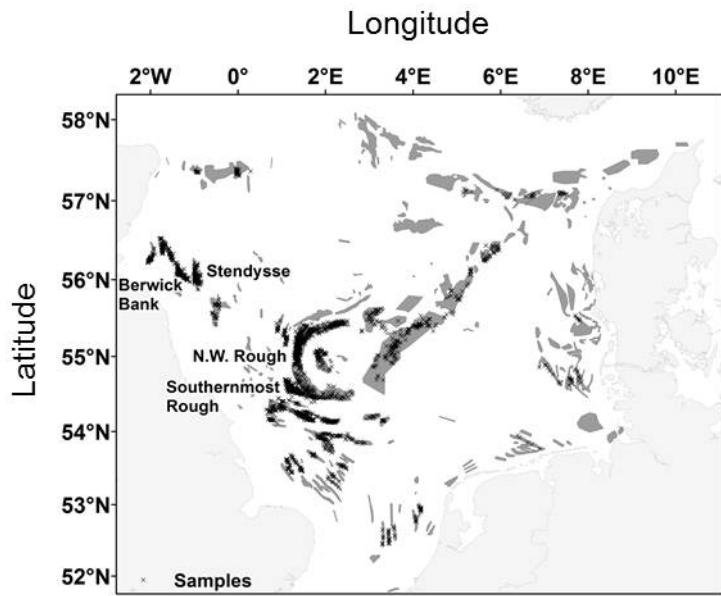 Longitude
2°W 0° 2°E 4°E 6°E 8°E 10°E
Latitude
58°N
57°N
56°N
55°N
54°N
53°N
52°N
Stendysse
Berwick
Bank
N.W. Rough
Southernmost
Rough
× Samples